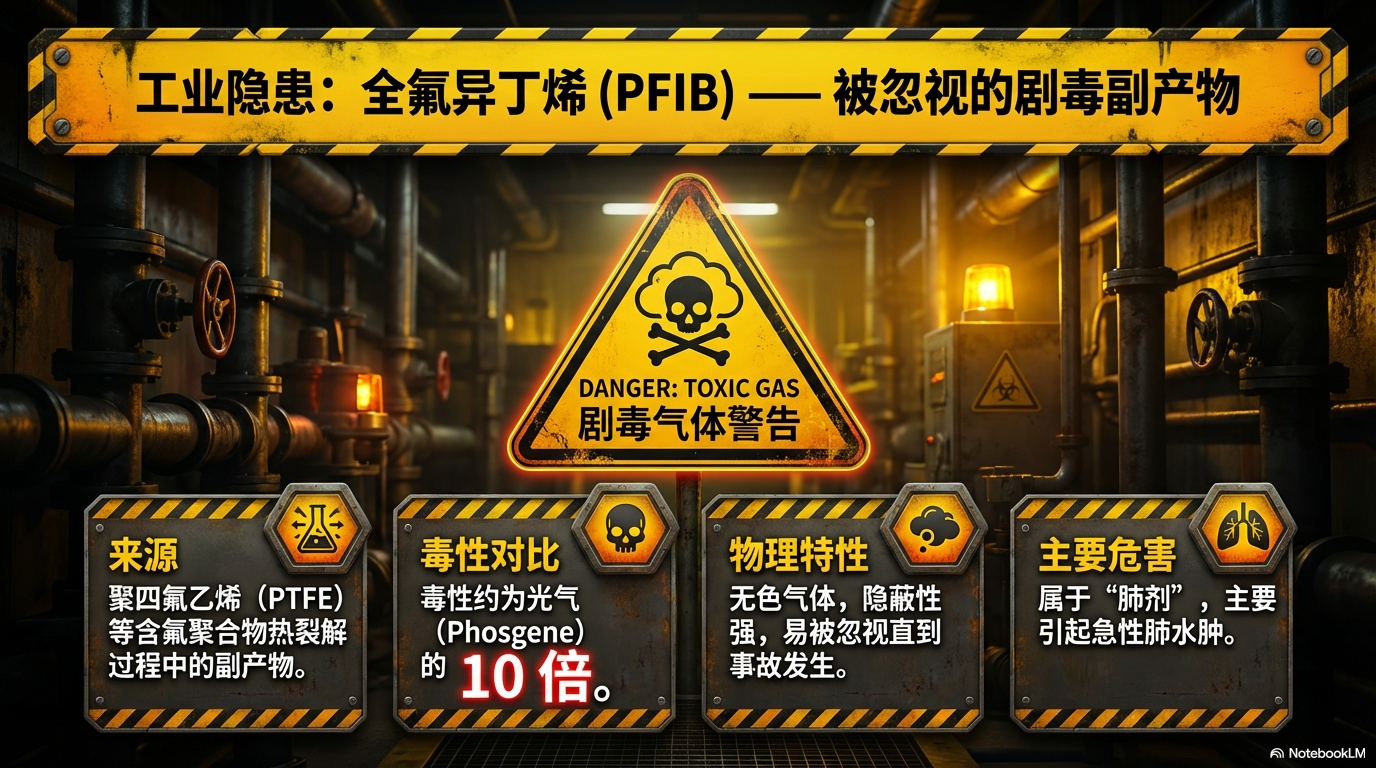 工业隐患：全氟异丁烯 (PFIB) —— 被忽视的剧毒副产物
DANGER: TOXIC GAS
剧毒气体警告
来源
聚四氟乙烯（PTFE）
等含氟聚合物热裂解
过程中的副产物。
毒性对比
毒性约为光气
（Phosgene）
的 10 倍。
物理特性
无色气体，隐蔽性
强，易被忽视直到
事故发生。
主要危害
属于“肺剂”，主要
引起急性肺水肿。
NotebookLM